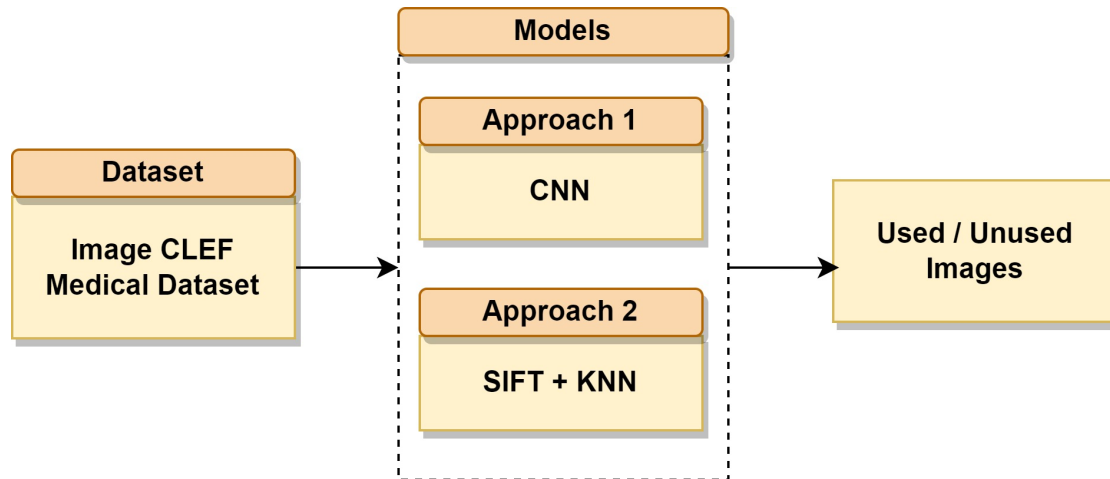 Models
Approach 1
CNN
Dataset
Image CLEF
Medical Dataset
Used / Unused
Images
Approach 2
SIFT + KNN